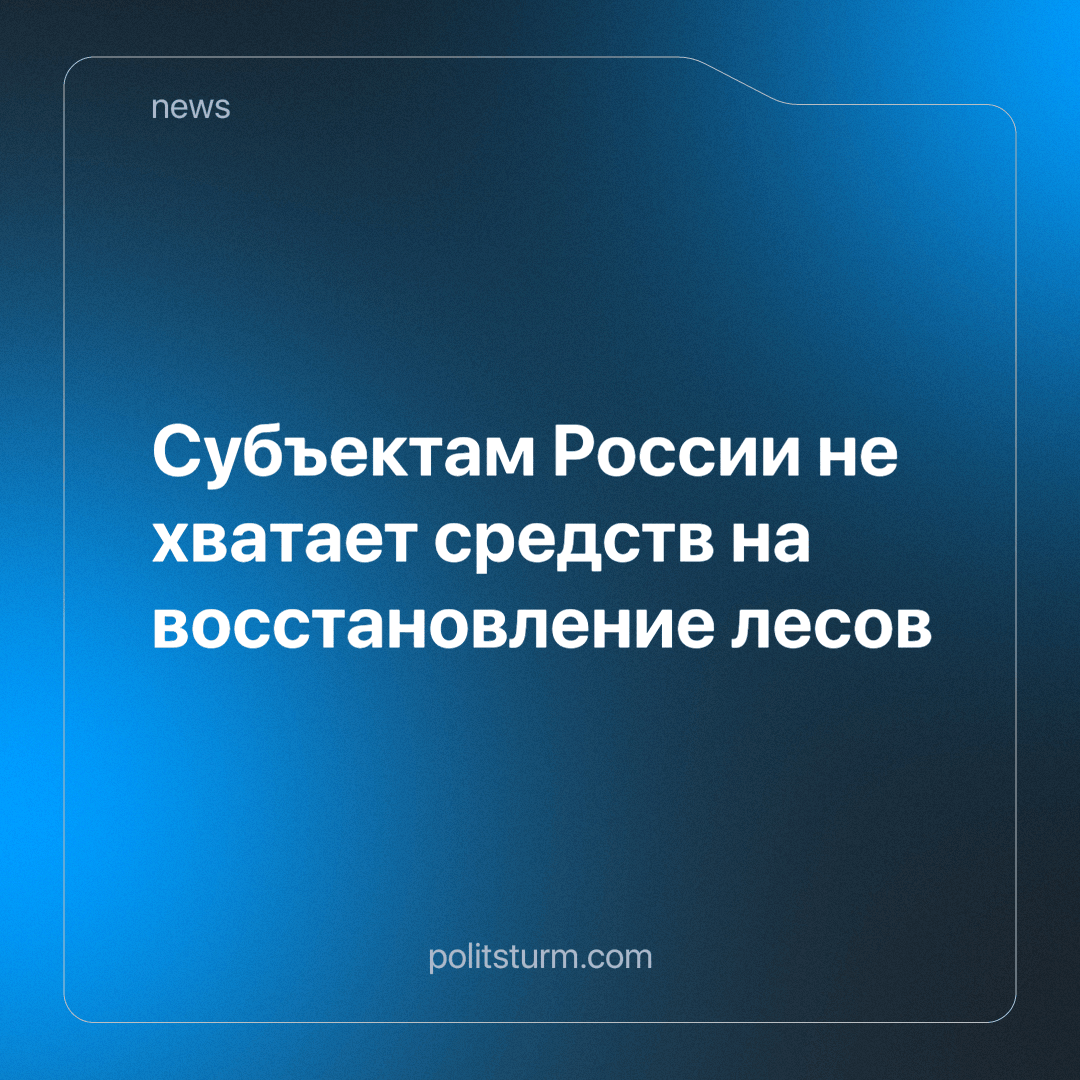 news
Субъектам России не
хватает средств на
восстановление лесов
politsturm.com